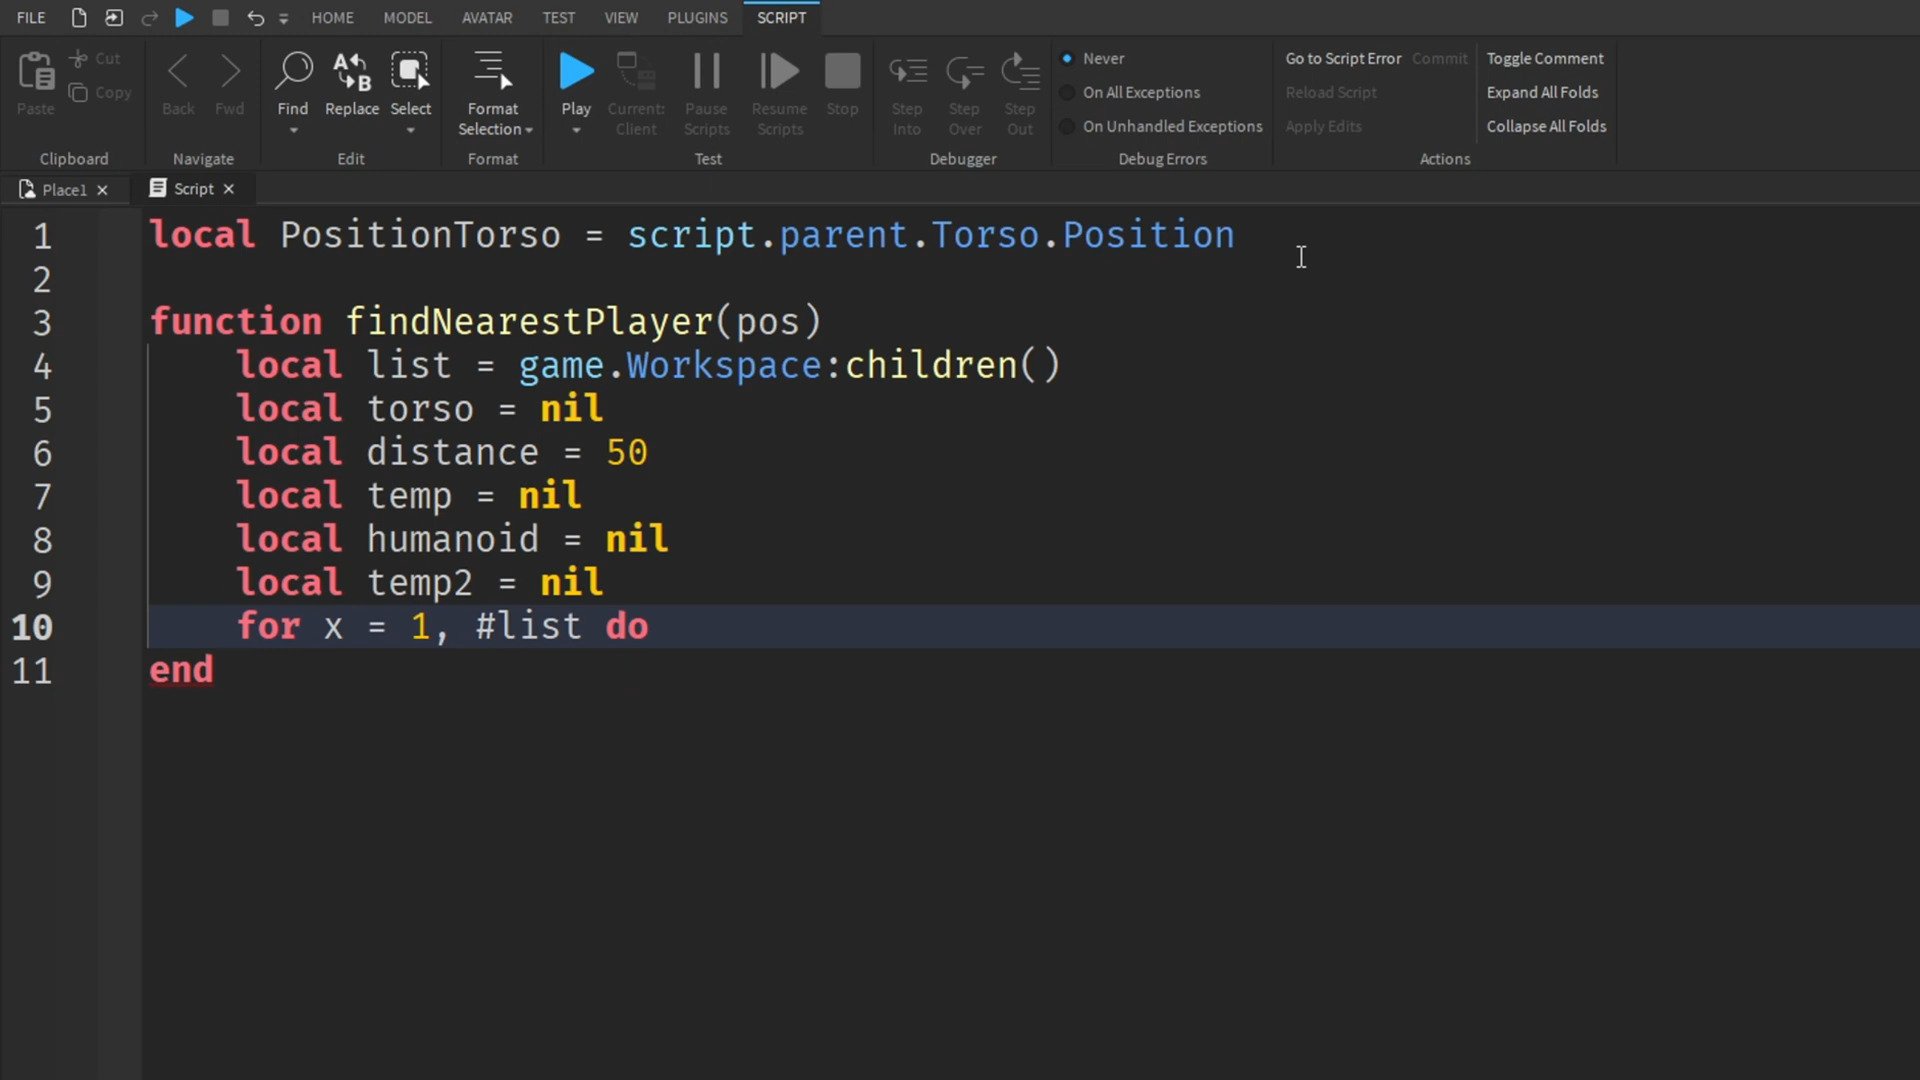 FILE HOME MODEL AVATAR TEST VIEW PLUGINS SCRIPT
Paste
Cut
Copy
Clipboard
Back
Fwd
Navigate
Find
Replace
Select
Edit
Format
Selection
Format
Play
Current:
Client
Pause
Scripts
Resume
Scripts
Stop
Test
Step
Into
Step
Over
Step
Out
Debugger
Never
On All Exceptions
On Unhandled Exceptions
Debug Errors
Go to Script Error Commit
Reload Script
Apply Edits
Toggle Comment
Expand All Folds
Collapse All Folds
Actions
Place1 Script
1 local PositionTorso = script.parent.Torso.Position
2
3 function findNearestPlayer(pos)
4 local list = game.Workspace:children()
5 local torso = nil
6 local distance = 50
7 local temp = nil
8 local humanoid = nil
9 local temp2 = nil
10 for x = 1, #list do
11 end